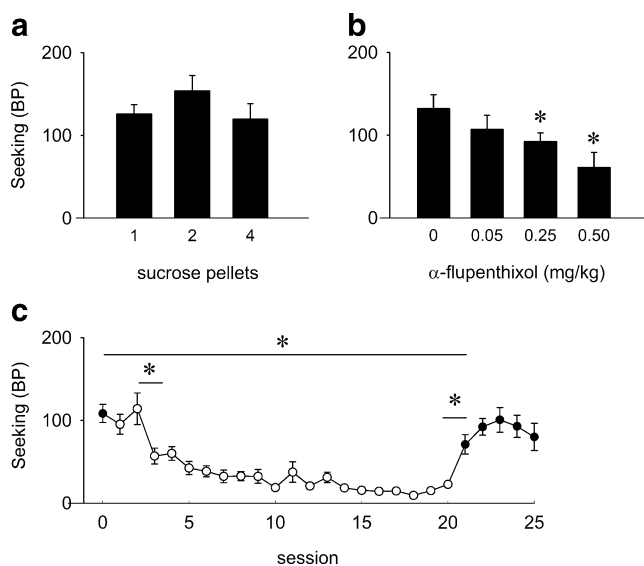 a
200
100
0
Seeking (BP)
1 2 4
sucrose pellets
b
200
100
0
* *
0 0.05 0.25 0.50
α-flupenthixol (mg/kg)
c
200
100
0
Seeking (BP)
*
*
*
0 5 10 15 20 25
session